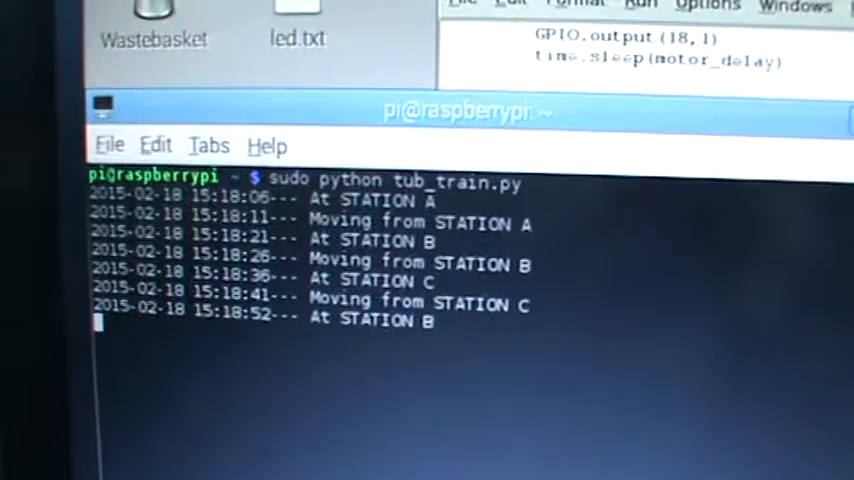 Wastebasket
led.txt
File Edit Format Run Options Windows
GPIO.output(18,1)
time.sleep(motor_delay)
pi@raspberrypi: ~
File Edit Tabs Help
pi@raspberrypi ~ $ sudo python tub_train.py
2015-02-18 15:18:06--- At STATION A
2015-02-18 15:18:11--- Moving from STATION A
2015-02-18 15:18:21--- At STATION B
2015-02-18 15:18:26--- Moving from STATION B
2015-02-18 15:18:36--- At STATION C
2015-02-18 15:18:41--- Moving from STATION C
2015-02-18 15:18:52--- At STATION B